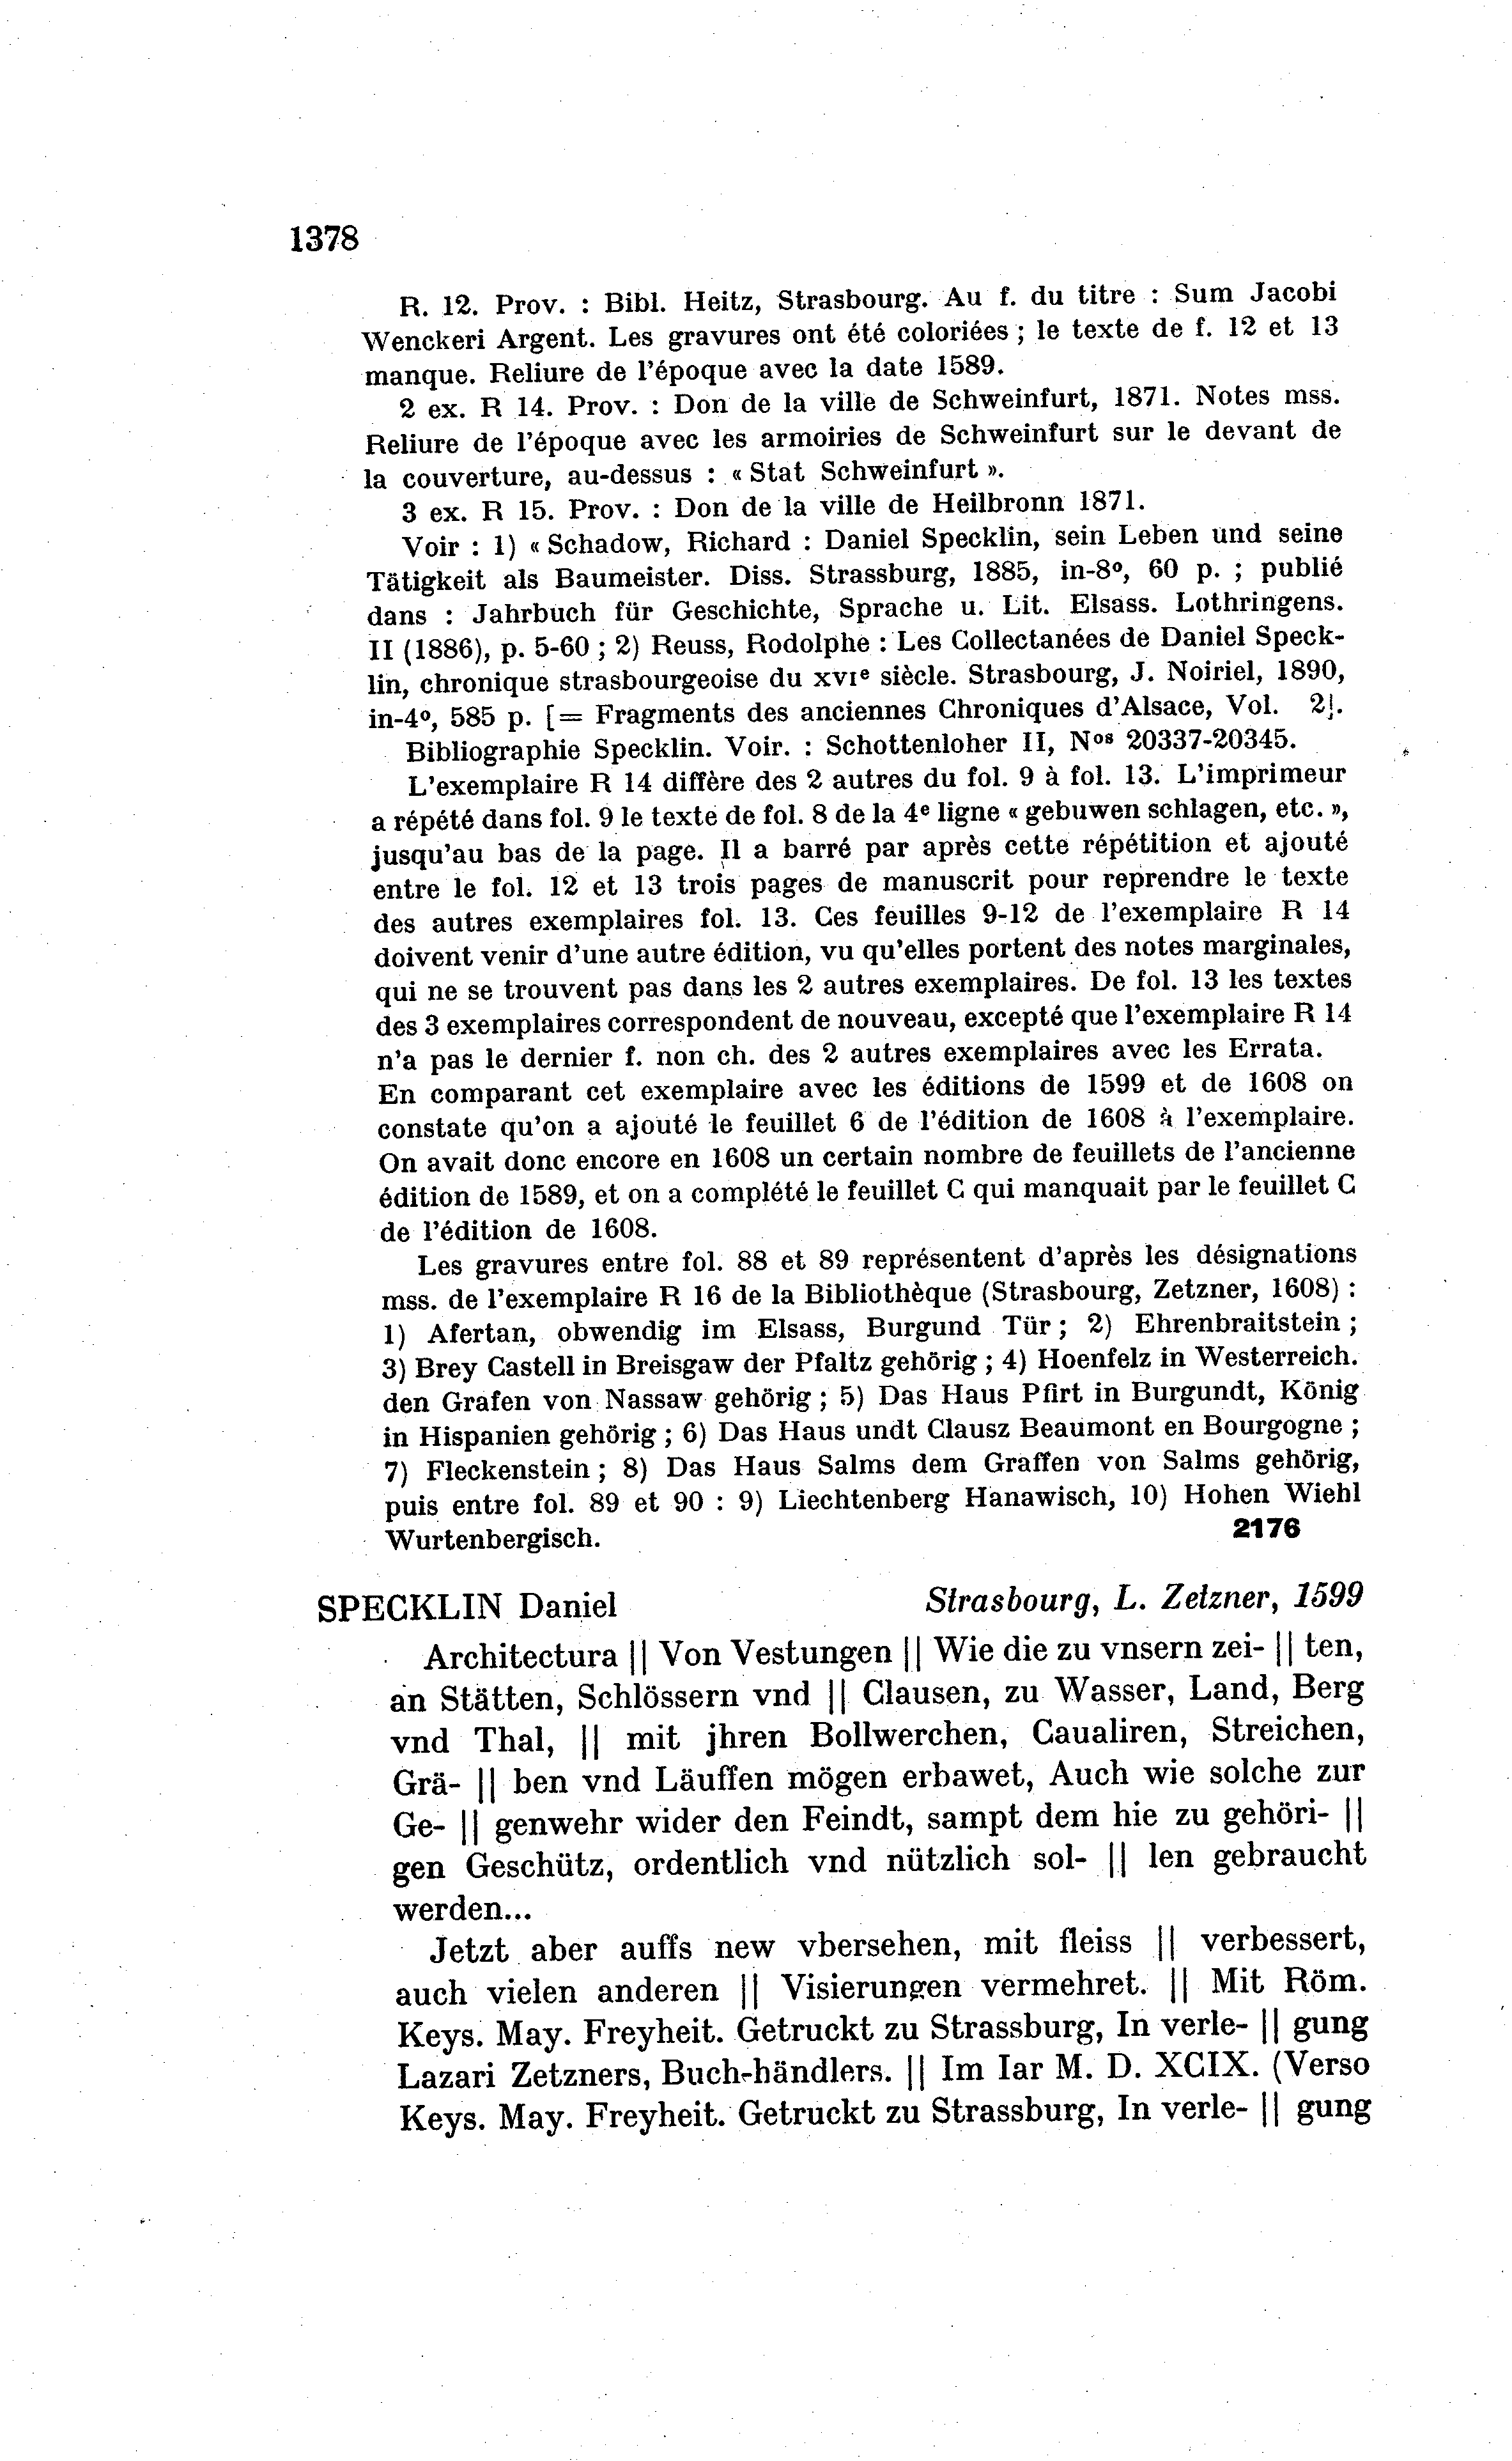 1378
R. 12. Prov. : Bibl. Heitz, Strasbourg. Au f. du titre : Sum Jacobi
Wenckeri Argent. Les gravures ont été coloriées ; le texte de f. 12 et 13
manque. Reliure de l'époque avec la date 1589.
2 ex. R 14. Prov. : Don de la ville de Schweinfurt, 1871. Notes mss.
Reliure de l'époque avec les armoiries de Schweinfurt sur le devant de
la couverture, au-dessus : « Stat Schweinfurt ».
3 ex. R 15. Prov. : Don de la ville de Heilbronn 1871.
Voir : 1) « Schadow, Richard : Daniel Specklin, sein Leben und seine
Tätigkeit als Baumeister. Diss. Strassburg, 1885, in-8º, 60 p. ; publié
dans : Jahrbuch für Geschichte, Sprache u. Lit. Elsass. Lothringens.
II (1886), p. 5-60 ; 2) Reuss, Rodolphe : Les Collectanées de Daniel Speck-
lin, chronique strasbourgeoise du XVIe siècle. Strasbourg, J. Noiriel, 1890,
in-4º, 585 p. [= Fragments des anciennes Chroniques d'Alsace, Vol. 2].
Bibliographie Specklin. Voir. : Schottenloher II, Nos 20337-20345.
L'exemplaire R 14 diffère des 2 autres du fol. 9 à fol. 13. L'imprimeur
a répété dans fol. 9 le texte de fol. 8 de la 4e ligne « gebuwen schlagen, etc. »,
jusqu'au bas de la page. Il a barré par après cette répétition et ajouté
entre le fol. 12 et 13 trois pages de manuscrit pour reprendre le texte
des autres exemplaires fol. 13. Ces feuilles 9-12 de l'exemplaire R 14
doivent venir d'une autre édition, vu qu'elles portent des notes marginales,
qui ne se trouvent pas dans les 2 autres exemplaires. De fol. 13 les textes
des 3 exemplaires correspondent de nouveau, excepté que l'exemplaire R 14
n'a pas le dernier f. non ch. des 2 autres exemplaires avec les Errata.
En comparant cet exemplaire avec les éditions de 1599 et de 1608 on
constate qu'on a ajouté le feuillet 6 de l'édition de 1608 à l'exemplaire.
On avait donc encore en 1608 un certain nombre de feuillets de l'ancienne
édition de 1589, et on a complété le feuillet C qui manquait par le feuillet C
de l'édition de 1608.
Les gravures entre fol. 88 et 89 représentent d'après les désignations
mss. de l'exemplaire R 16 de la Bibliothèque (Strasbourg, Zetzner, 1608) :
1) Afertan, obwendig im Elsass, Burgund Tür ; 2) Ehrenbraitstein ;
3) Brey Castell in Breisgaw der Pfaltz gehörig ; 4) Hoenfelz in Westerreich.
den Grafen von Nassaw gehörig ; 5) Das Haus Pfirt in Burgundt, König
in Hispanien gehörig ; 6) Das Haus undt Clausz Beaumont en Bourgogne ;
7) Fleckenstein ; 8) Das Haus Salms dem Graffen von Salms gehörig,
puis entre fol. 89 et 90 : 9) Liechtenberg Hanawisch, 10) Hohen Wiehl
Wurtenbergisch. 2176
SPECKLIN Daniel Strasbourg, L. Zetzner, 1599
Architectura || Von Vestungen || Wie die zu vnsern zei- || ten,
an Stätten, Schlössern vnd || Clausen, zu Wasser, Land, Berg
vnd Thal, || mit jhren Bollwerchen, Caualiren, Streichen,
Grä- || ben vnd Läuffen mögen erbawet, Auch wie solche zur
Ge- || genwehr wider den Feindt, sampt dem hie zu gehöri- ||
gen Geschütz, ordentlich vnd nützlich sol- || len gebraucht
werden...
Jetzt aber auffs new vbersehen, mit fleiss || verbessert,
auch vielen anderen || Visierungen vermehret. || Mit Röm.
Keys. May. Freyheit. Getruckt zu Strassburg, In verle- || gung
Lazari Zetzners, Buch-händlers. || Im Iar M. D. XCIX. (Verso
Keys. May. Freyheit. Getruckt zu Strassburg, In verle- || gung